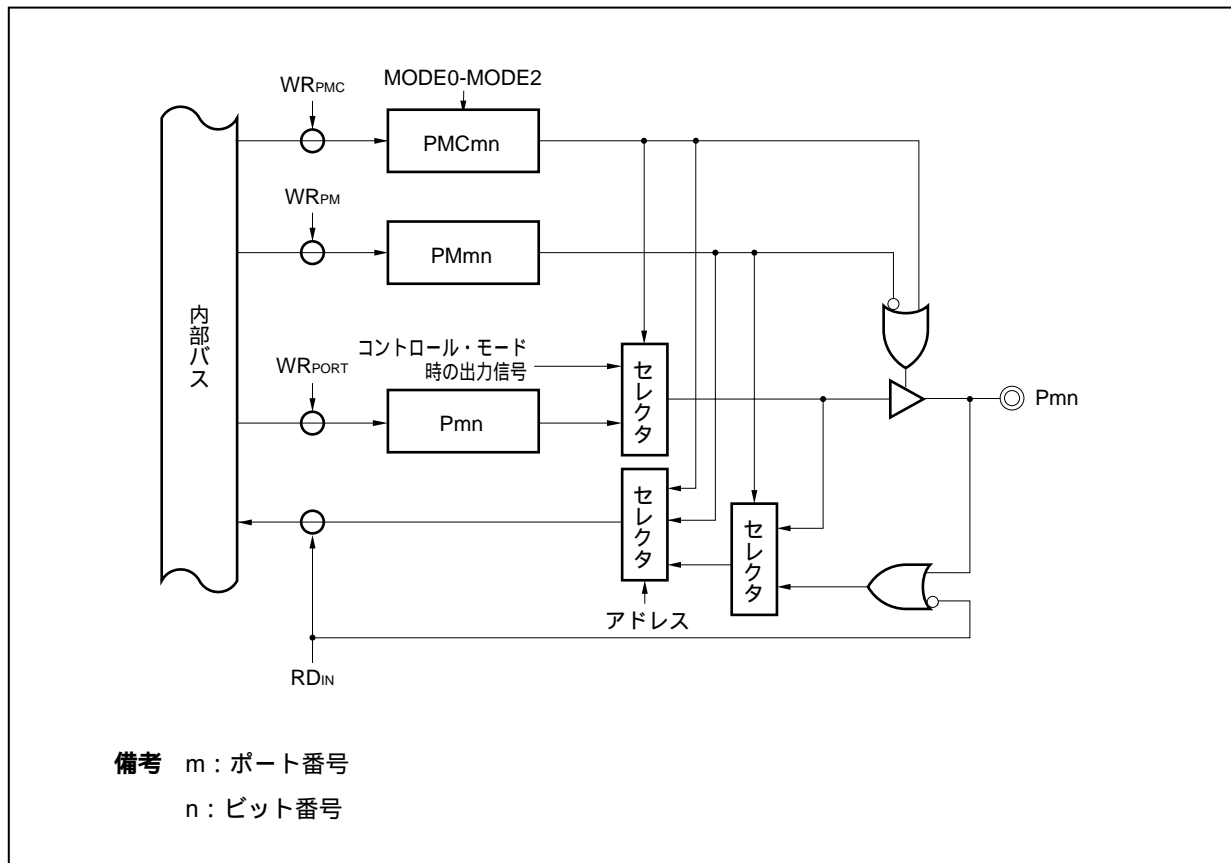 WRPMC
MODE0-MODE2
PMCmn
WRPM
PMmn
内部バス
コントロール・モード
時の出力信号
WRPORT
Pmn
セレクタ
Pmn
セレクタ
セレクタ
アドレス
RDIN
備考 m：ポート番号
n：ビット番号